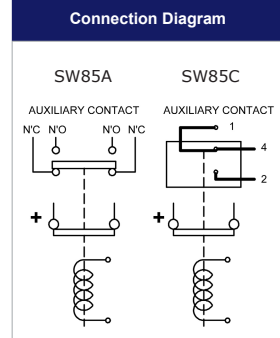 Connection Diagram
SW85A SW85C
AUXILIARY CONTACT AUXILIARY CONTACT
N'C N'O N'O N'C
1
4
2
+ +